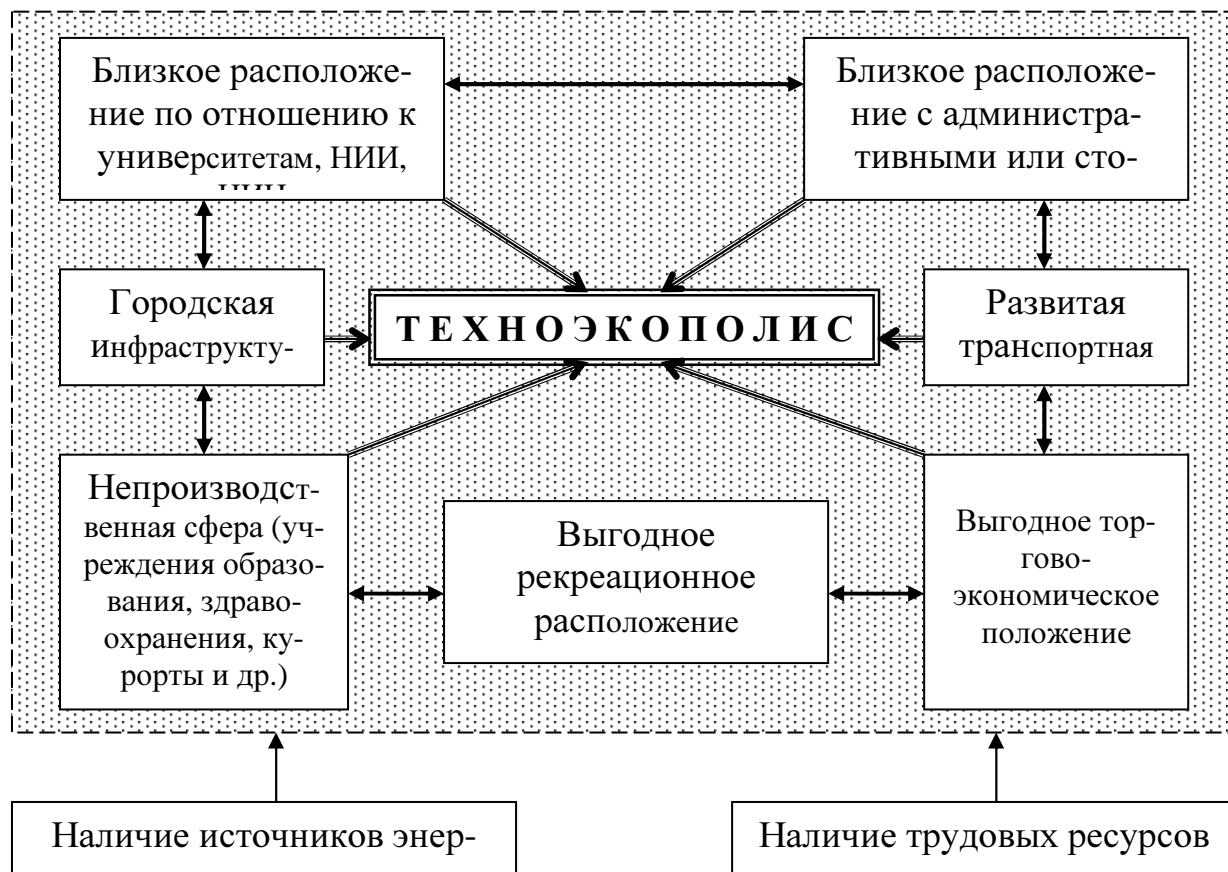 Близкое расположе-
ние по отношению к
университетам, НИИ,
Близкое расположе-
ние с администра-
тивными или сто-
Городская
инфраструкту-
ТЕХНОЭКОПОЛИС
Развитая
транспортная
Непроизводст-
венная сфера (уч-
реждения образо-
вания, здраво-
охранения, ку-
рорты и др.)
Выгодное
рекреационное
расположение
Выгодное тор-
гово-
экономическое
положение
Наличие источников энер-
Наличие трудовых ресурсов